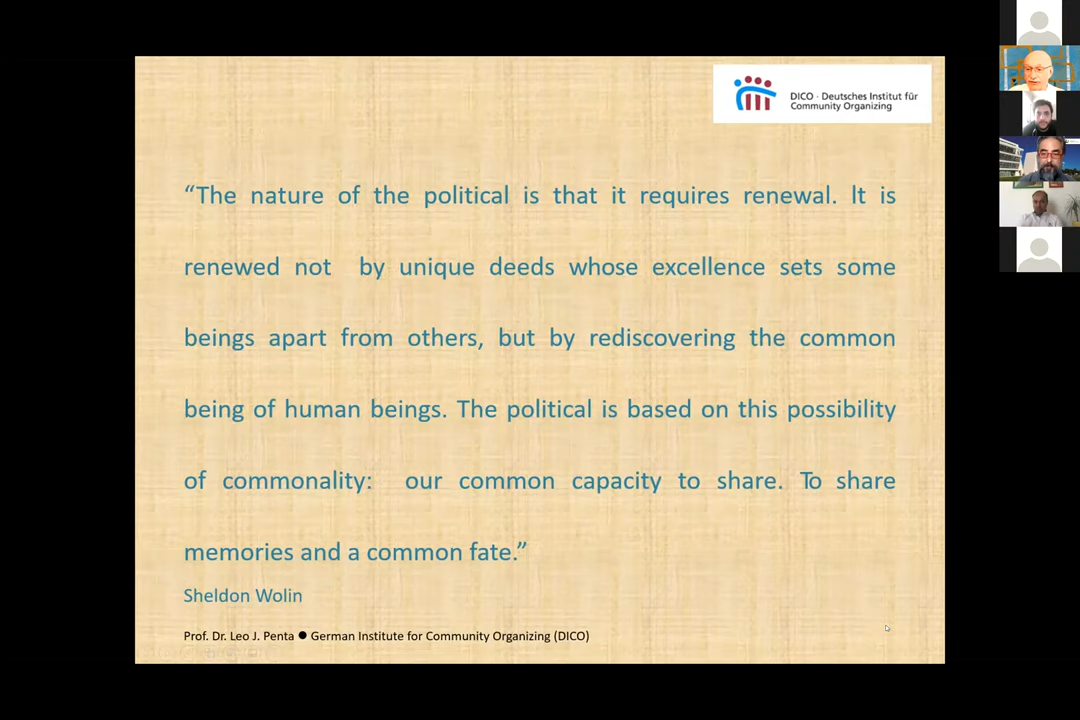 DICO · Deutsches Institut für
Community Organizing
“The nature of the political is that it requires renewal. It is
renewed not by unique deeds whose excellence sets some
beings apart from others, but by rediscovering the common
being of human beings. The political is based on this possibility
of commonality: our common capacity to share. To share
memories and a common fate.”
Sheldon Wolin
Prof. Dr. Leo J. Penta ● German Institute for Community Organizing (DICO)